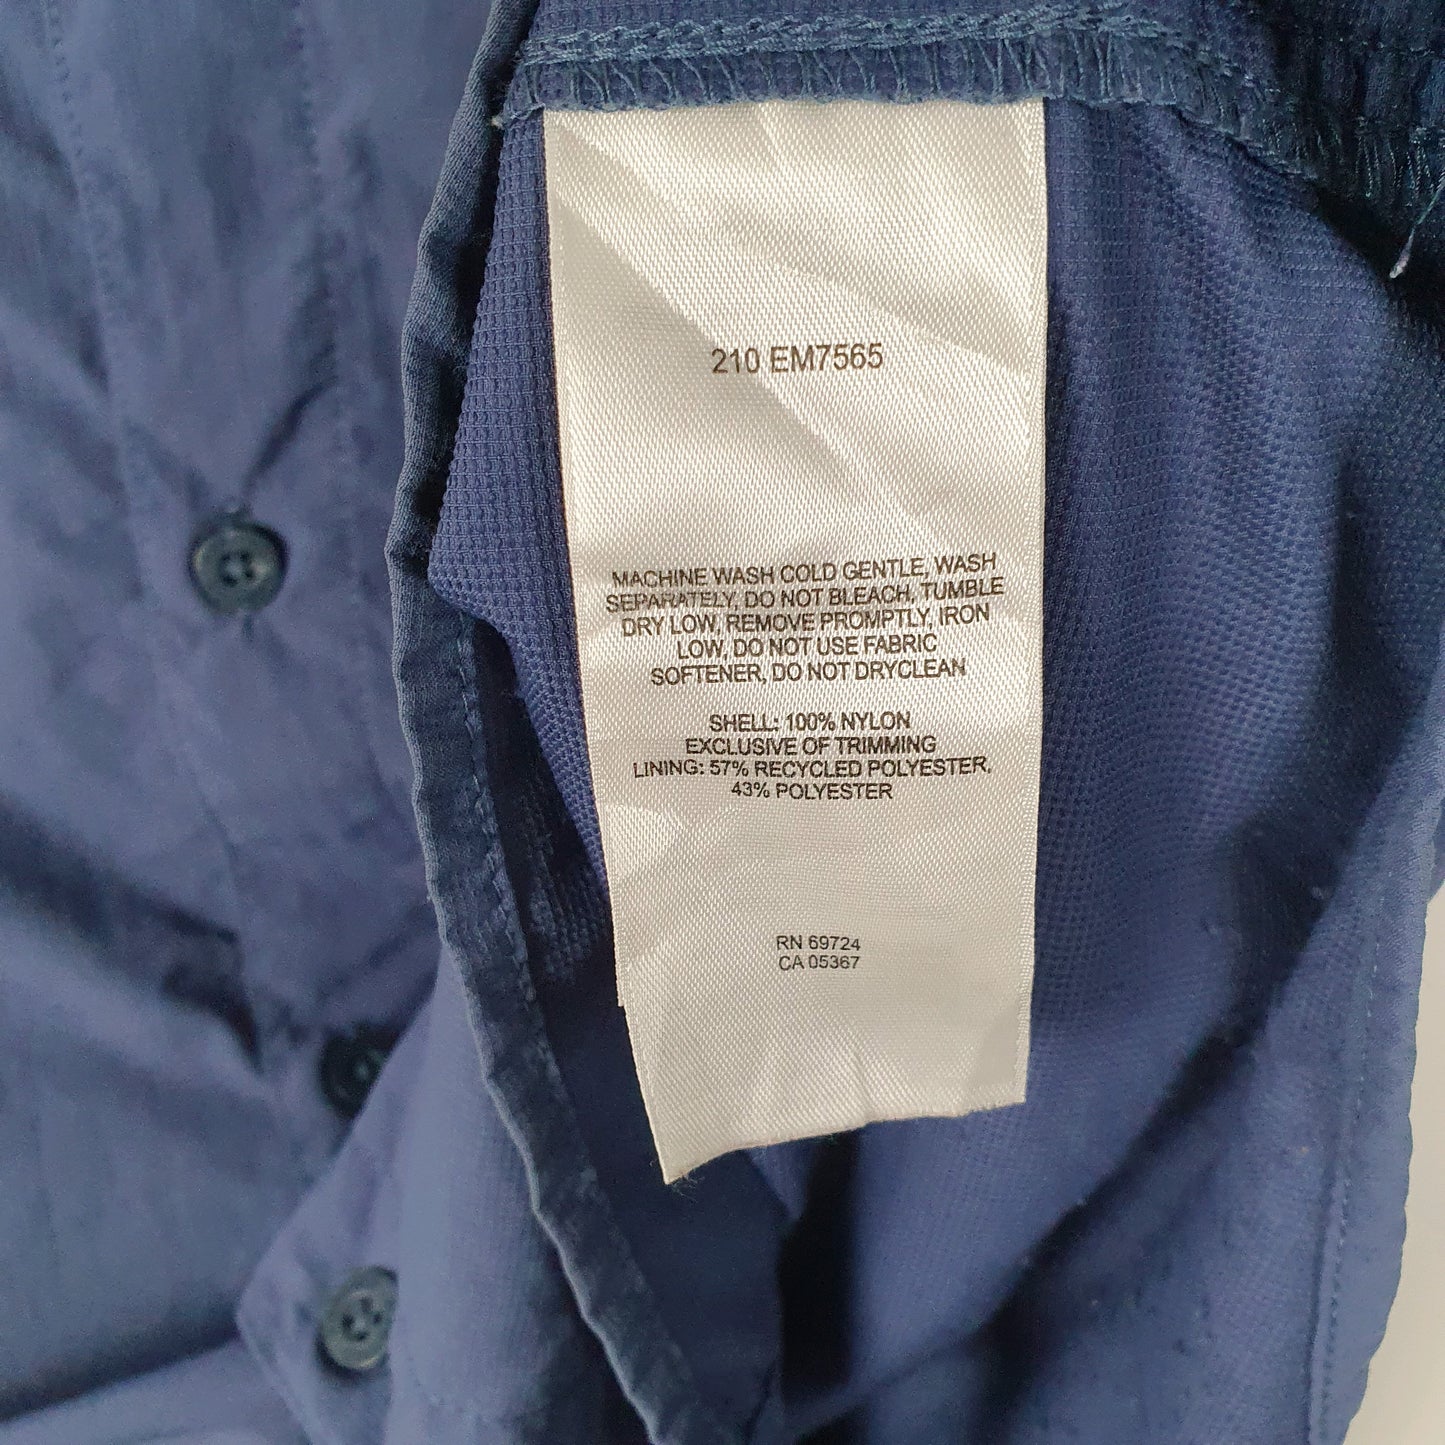 210 EM7565
MACHINE WASH COLD GENTLE, WASH
SEPARATELY, DO NOT BLEACH, TUMBLE
DRY LOW, REMOVE PROMPTLY, IRON
LOW, DO NOT USE FABRIC
SOFTENER, DO NOT DRYCLEAN
SHELL: 100% NYLON
EXCLUSIVE OF TRIMMING
LINING: 57% RECYCLED POLYESTER,
43% POLYESTER
RN 69724
CA 05367